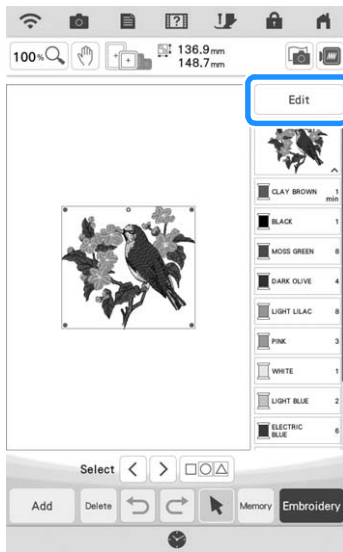 100%
136.9mm
148.7mm
Edit
CLAY BROWN 1
min
BLACK 1
MOSS GREEN 8
DARK OLIVE 4
LIGHT LILAC 8
PINK 3
WHITE 1
LIGHT BLUE 2
ELECTRIC
BLUE 6
Select
Add Delete Memory Embroidery